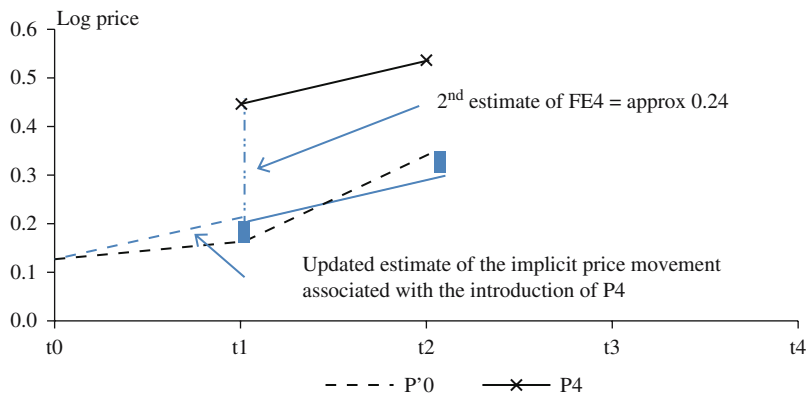 Log price
0.6
0.5
0.4
0.3
0.2
0.1
0.0
2nd estimate of FE4 = approx 0.24
Updated estimate of the implicit price movement
associated with the introduction of P4
t0 t1 t2 t3 t4
P'0 P4